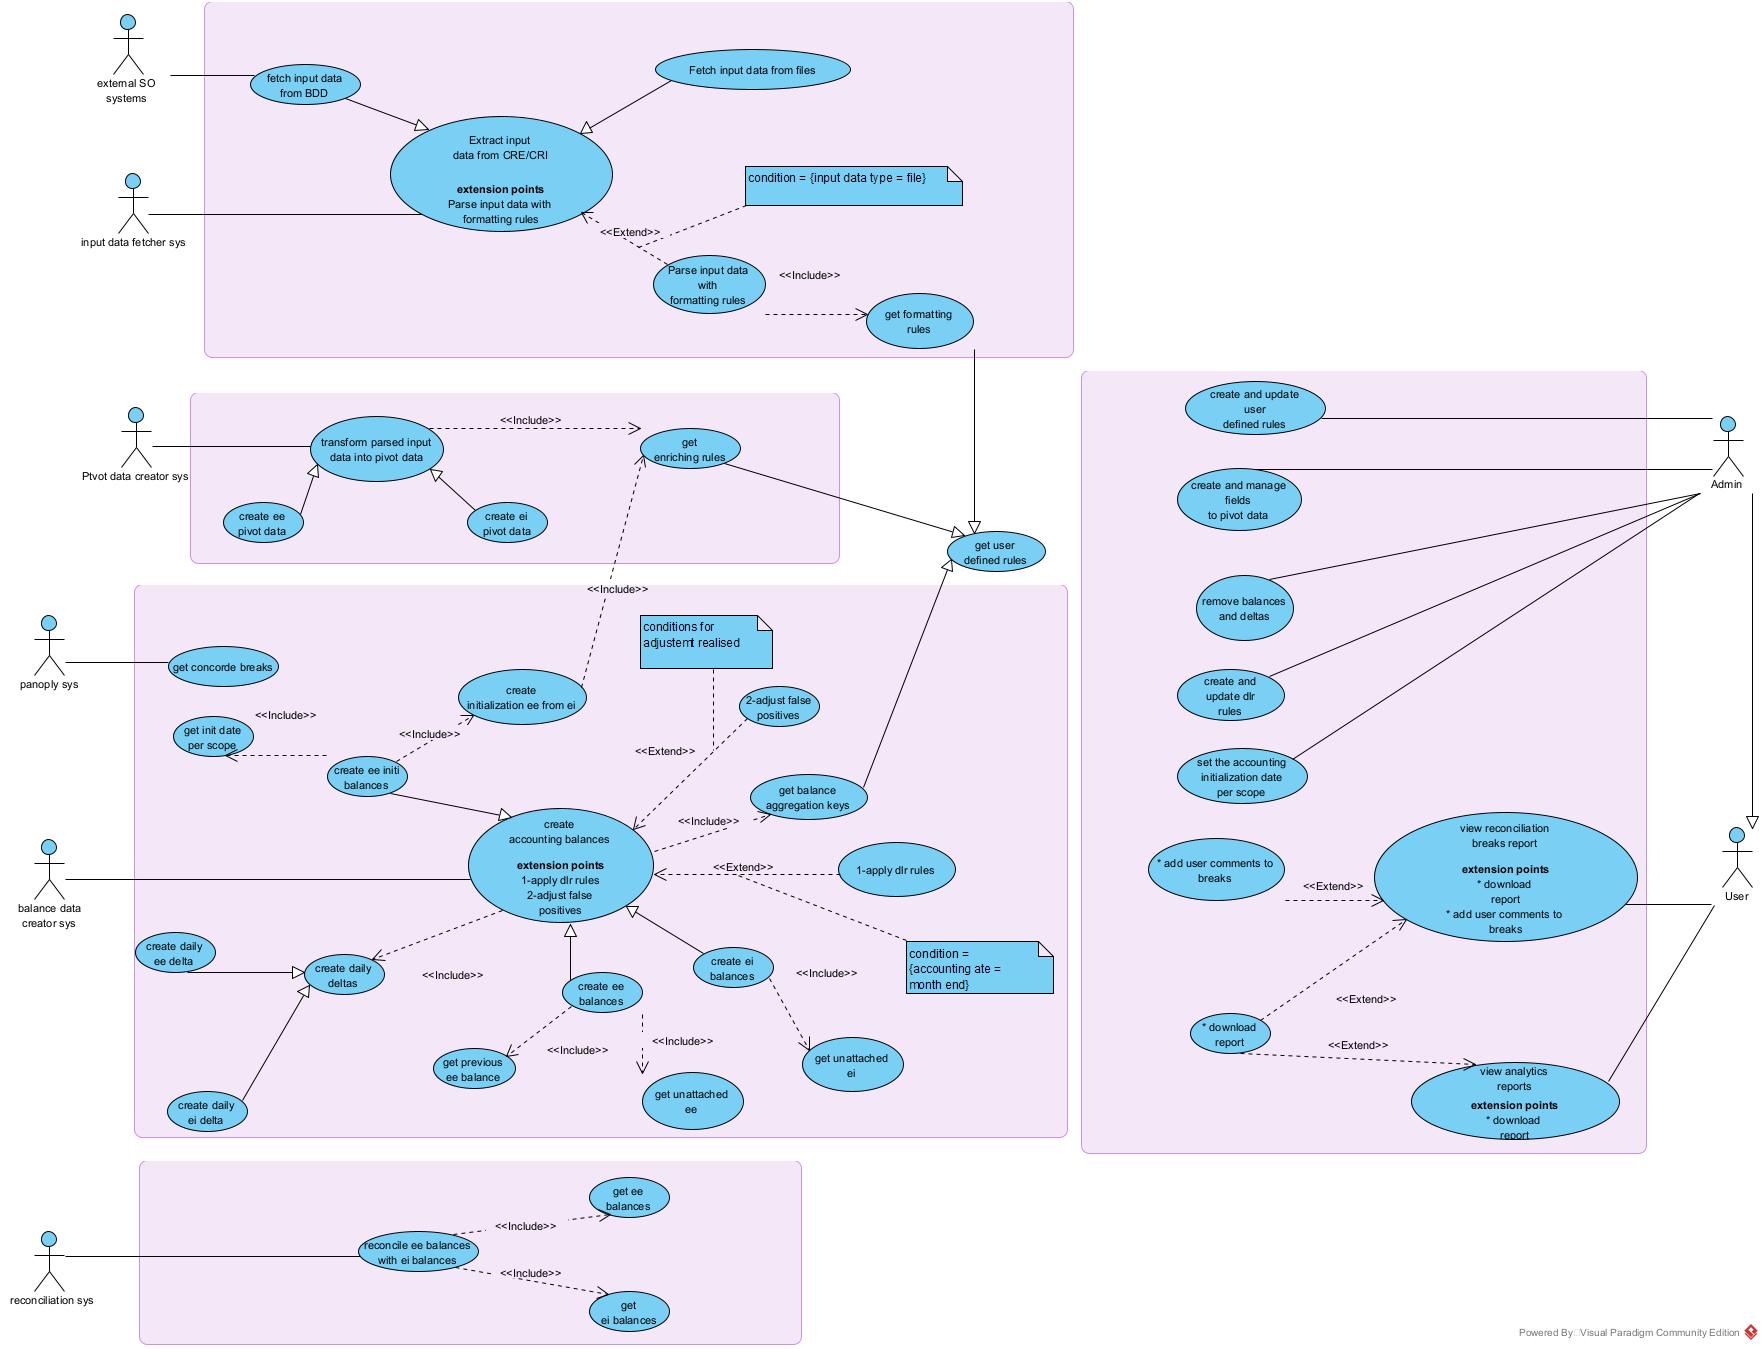 external SO
systems
fetch input data
from BDD
Fetch input data from files
Extract input
data from CRE/CRI
extension points
Parse input data with
formatting rules
condition = {input data type = file}
input data fetcher sys
<<Extend>>
Parse input data
with
formatting rules
<<Include>>
get formatting
rules
Ptvot data creator sys
transform parsed input
data into pivot data
<<Include>>
get
enriching rules
create ee
pivot data
create ei
pivot data
get user
defined rules
<<Include>>
panoply sys
get concorde breaks
conditions for
adjustemt realised
create
initialization ee from ei
2-adjust false
positives
get init date
per scope
<<Include>>
<<Include>>
<<Extend>>
create ee initi
balances
get balance
aggregation keys
<<Include>>
create
accounting balances
extension points
1-apply dlr rules
2-adjust false
positives
<<Extend>>
1-apply dlr rules
balance data
creator sys
create daily
ee delta
create daily
deltas
<<Include>>
create ee
balances
create ei
balances
<<Include>>
condition =
{accounting ate =
month end}
get previous
ee balance
<<Include>>
<<Include>>
get unattached
ei
get unattached
ee
create daily
ei delta
reconciliation sys
reconcile ee balances
with ei balances
<<Include>>
get ee
balances
<<Include>>
get
ei balances
create and update
user
defined rules
Admin
create and manage
fields
to pivot data
remove balances
and deltas
create and
update dlr
rules
set the accounting
initialization date
per scope
* add user comments to
breaks
<<Extend>>
view reconciliation
breaks report
extension points
* download
report
* add user comments to
breaks
User
<<Extend>>
* download
report
<<Extend>>
view analytics
reports
extension points
* download
report
Powered By Visual Paradigm Community Edition